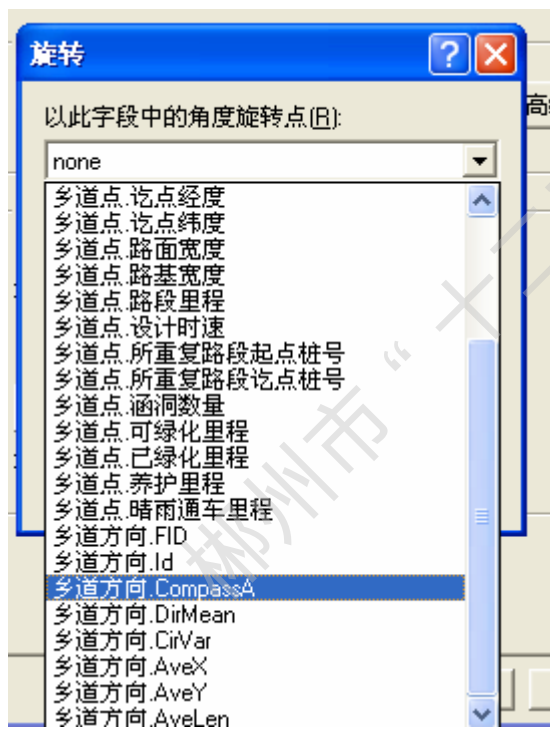 旋转
高
以此字段中的角度旋转点(R):
none
乡道点.讫点经度
乡道点.讫点纬度
乡道点.路面宽度
乡道点.路基宽度
乡道点.路段里程
乡道点.设计时速
乡道点.所重复路段起点桩号
乡道点.所重复路段讫点桩号
乡道点.涵洞数量
乡道点.可绿化里程
乡道点.已绿化里程
乡道点.养护里程
乡道点.晴雨通车里程
乡道方向.FID
乡道方向.Id
乡道方向.CompassA
乡道方向.DirMean
乡道方向.CirVar
乡道方向.AveX
乡道方向.AveY
乡道方向.AveLen
郴州市“十二